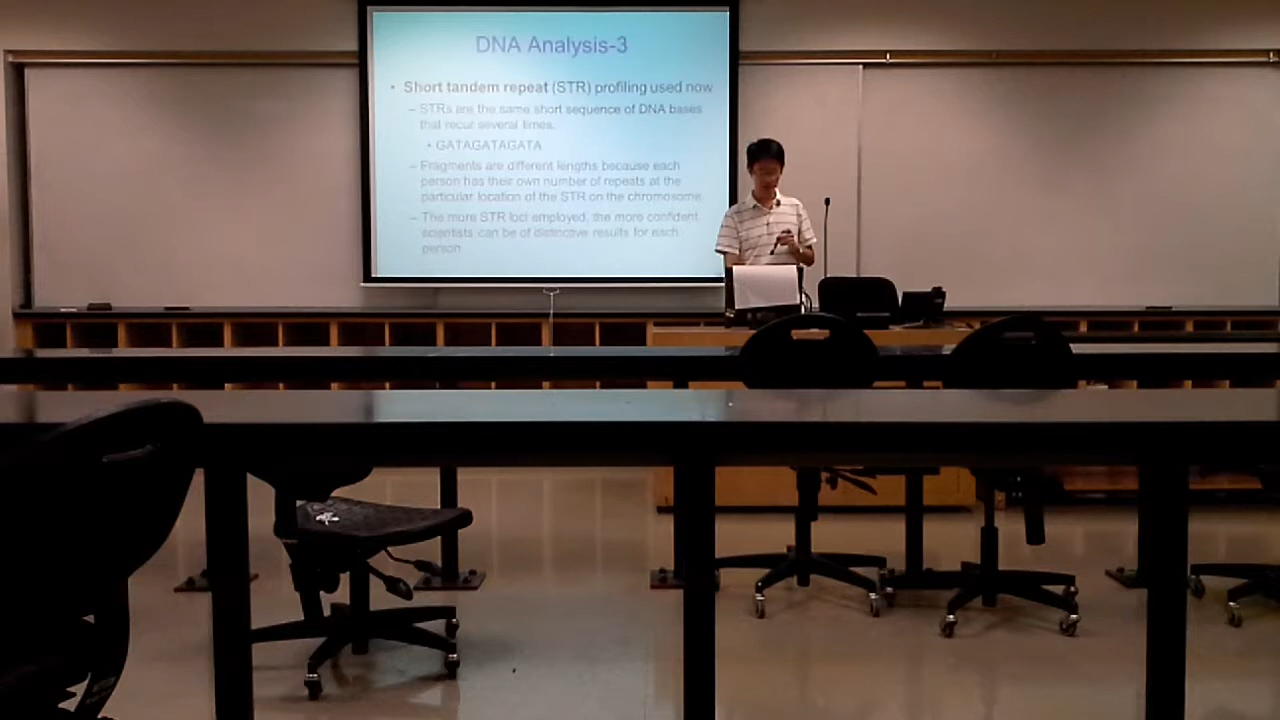 DNA Analysis-3
• Short tandem repeat (STR) profiling used now
– STRs are the same short sequence of DNA bases
that recur several times.
• GATAGATAGATA
– Fragments are different lengths because each
person has their own number of repeats at the
particular location of the STR on the chromosome
– The more STR loci employed, the more confident
scientists can be of distinctive results for each
person